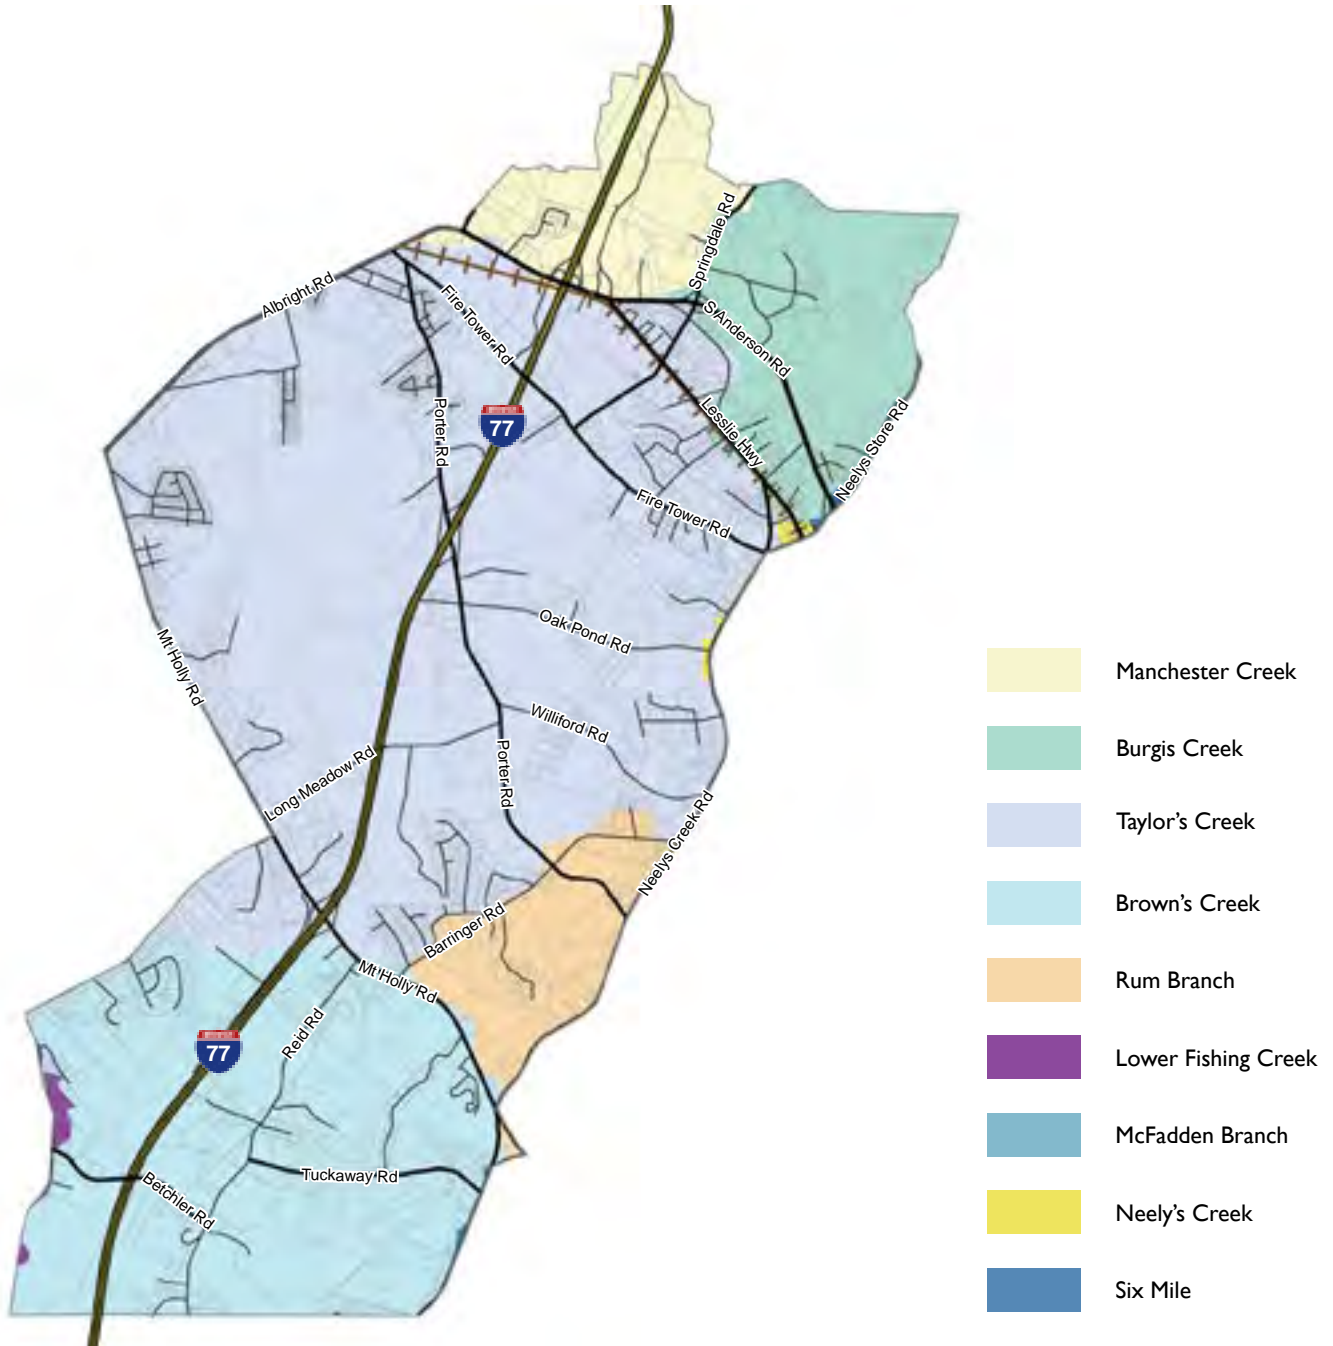 Springdale Rd
Albright Rd
Fire Tower Rd
S Anderson Rd
Porter Rd
77
Lesslie Hwy
Neelys Store Rd
Fire Tower Rd
Oak Pond Rd
Mt Holly Rd
Williford Rd
Long Meadow Rd
Porter Rd
Neelys Creek Rd
Barringer Rd
Mt Holly Rd
Reid Rd
77
Tuckaway Rd
Betchler Rd
Manchester Creek
Burgis Creek
Taylor’s Creek
Brown’s Creek
Rum Branch
Lower Fishing Creek
McFadden Branch
Neely’s Creek
Six Mile